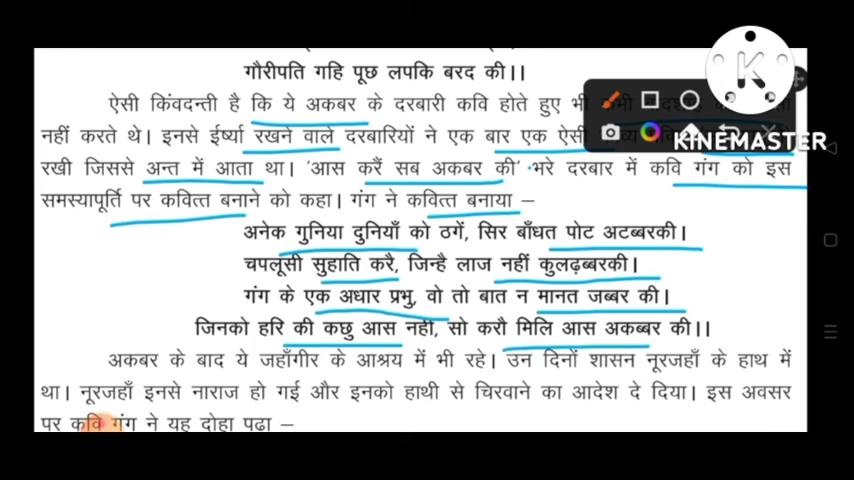 गौरीपति गहि पूछ लपकि बरद की।।
ऐसी किंवदन्ती है कि ये अकबर के दरबारी कवि होते हुए भी
नहीं करते थे। इनसे ईर्ष्या रखने वाले दरबारियों ने एक बार एक ऐसी
रखी जिससे अन्त में आता था। 'आस करैं सब अकबर की' भरे दरबार में कवि गंग को इस
समस्यापूर्ति पर कवित्त बनाने को कहा। गंग ने कवित्त बनाया –
अनेक गुनिया दुनियाँ को ठगें, सिर बाँधत पोट अटब्बरकी।
चपलूसी सुहाति करै, जिन्है लाज नहीं कुलढ़ब्बरकी।
गंग के एक अधार प्रभु, वो तो बात न मानत जब्बर की।
जिनको हरि की कछु आस नही, सो करौ मिलि आस अकब्बर की।।
अकबर के बाद ये जहाँगीर के आश्रय में भी रहे। उन दिनों शासन नूरजहाँ के हाथ में
था। नूरजहाँ इनसे नाराज हो गई और इनको हाथी से चिरवाने का आदेश दे दिया। इस अवसर
पर कवि गंग ने यह दोहा पढ़ा –
K
KINEMASTER